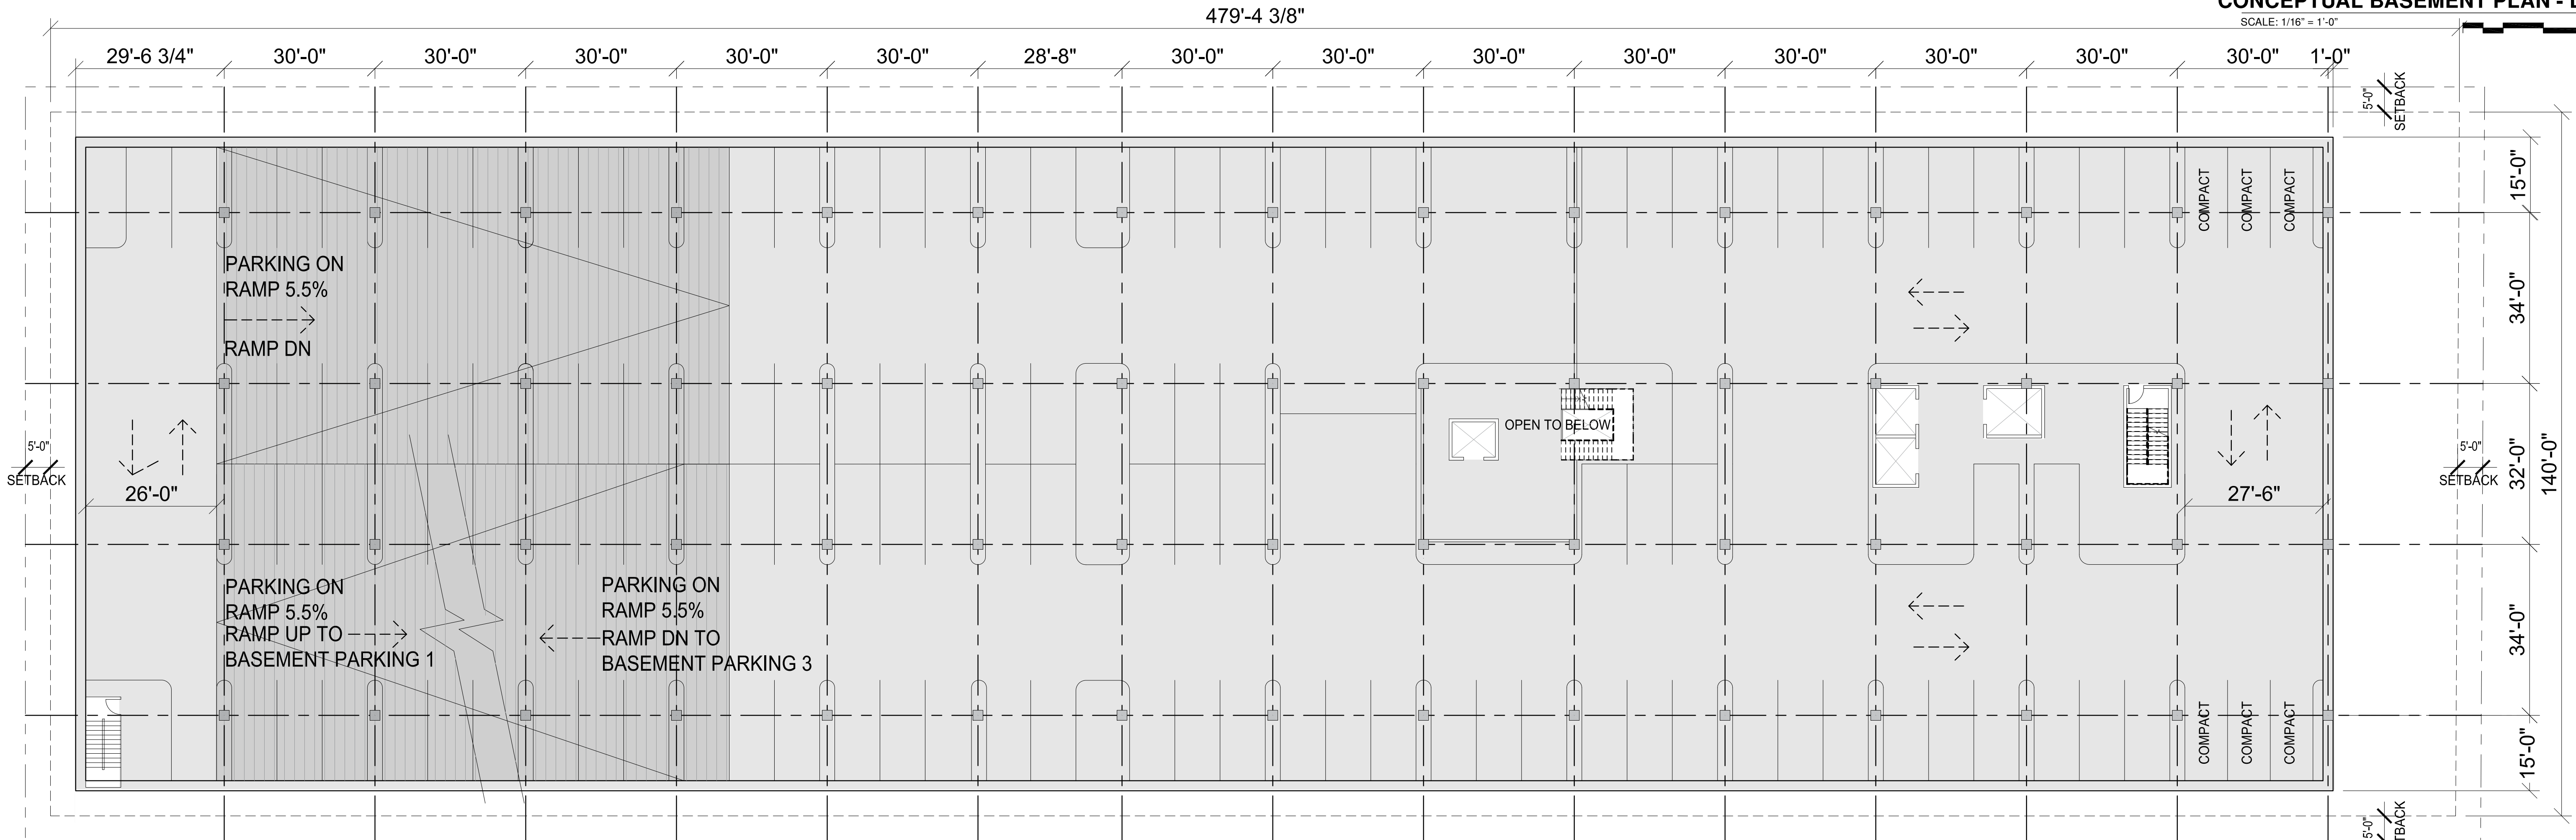 CONCEPTUAL BASEMENT PLAN -
SCALE: 1/16" = 1'-0"
479'-4 3/8"
29'-6 3/4" 30'-0" 30'-0" 30'-0" 30'-0" 30'-0" 28'-8" 30'-0" 30'-0" 30'-0" 30'-0" 30'-0" 30'-0" 30'-0" 30'-0" 1'-0"
5'-0"
SETBACK
COMPACT
COMPACT
COMPACT
15'-0"
PARKING ON
RAMP 5.5%
RAMP DN
34'-0"
OPEN TO BELOW
5'-0"
SETBACK
26'-0"
27'-6"
5'-0"
SETBACK
32'-0"
140'-0"
PARKING ON
RAMP 5.5%
RAMP UP TO
BASEMENT PARKING 1
PARKING ON
RAMP 5.5%
RAMP DN TO
BASEMENT PARKING 3
34'-0"
COMPACT
COMPACT
COMPACT
15'-0"
5'-0"